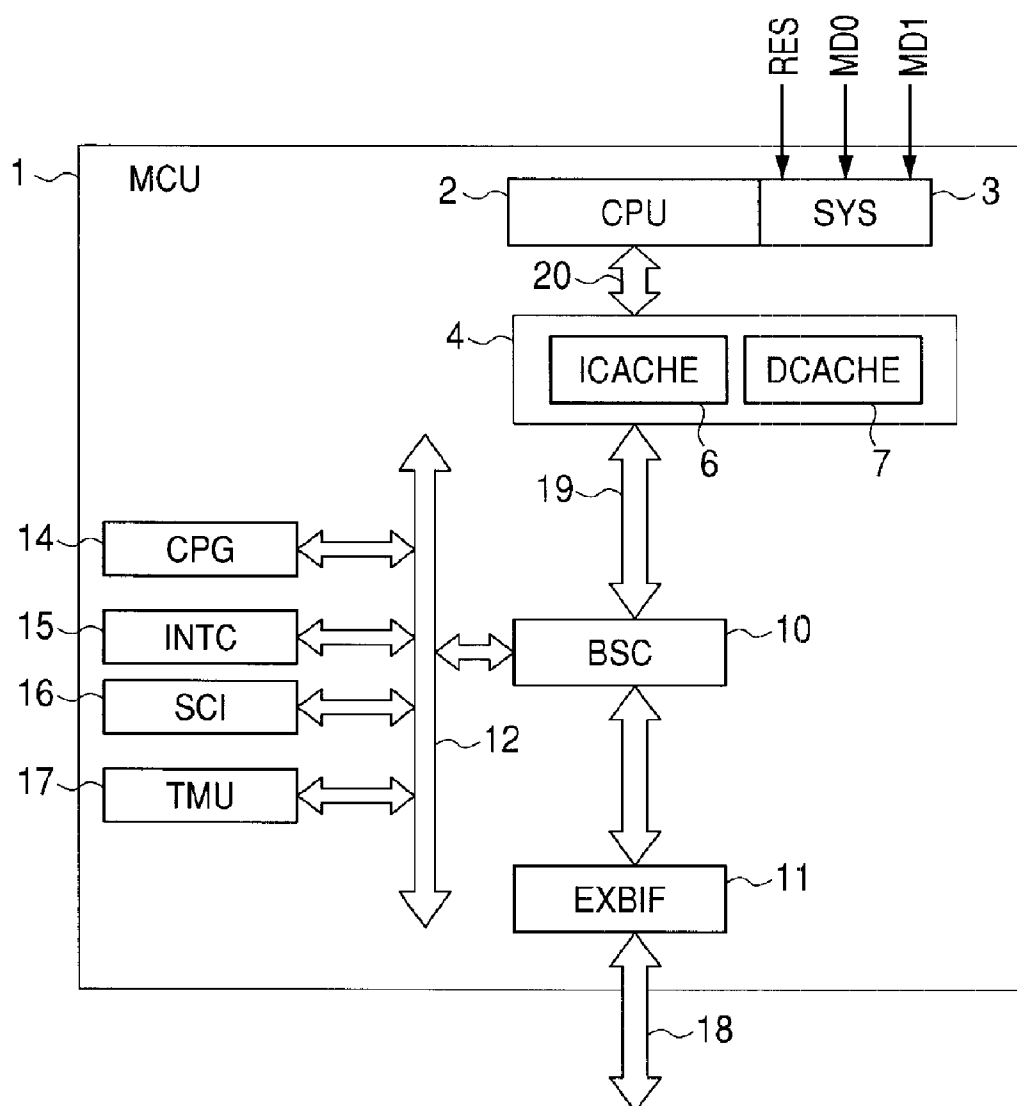 RES
MD0
MD1
1
MCU
2
CPU
SYS
3
20
4
ICACHE
DCACHE
6
7
19
14
CPG
15
INTC
BSC
10
16
SCI
12
17
TMU
EXBIF
11
18